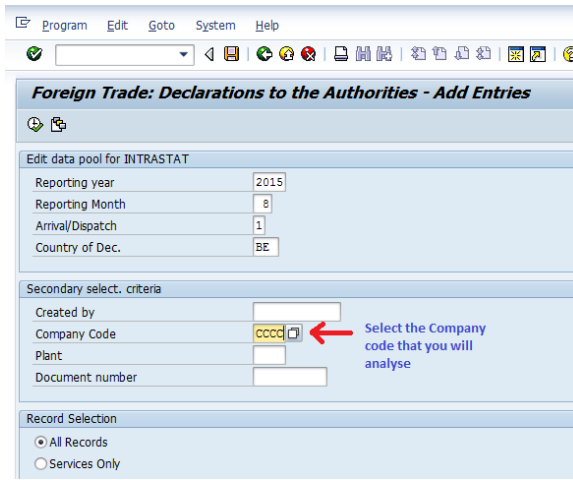 Program Edit Goto System Help
Foreign Trade: Declarations to the Authorities - Add Entries
Edit data pool for INTRASTAT
Reporting year 2015
Reporting Month 8
Arrival/Dispatch 1
Country of Dec. BE
Secondary select. criteria
Created by
Company Code CCCC
Select the Company
code that you will
analyse
Plant
Document number
Record Selection
All Records
Services Only